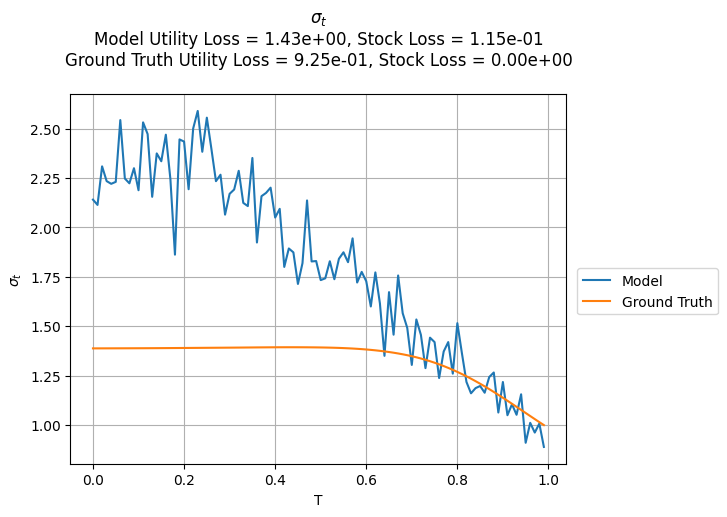 σₜ
Model Utility Loss = 1.43e+00, Stock Loss = 1.15e-01
Ground Truth Utility Loss = 9.25e-01, Stock Loss = 0.00e+00
2.50
2.25
2.00
1.75
1.50
1.25
1.00
σₜ
0.0 0.2 0.4 0.6 0.8 1.0
T
Model
Ground Truth